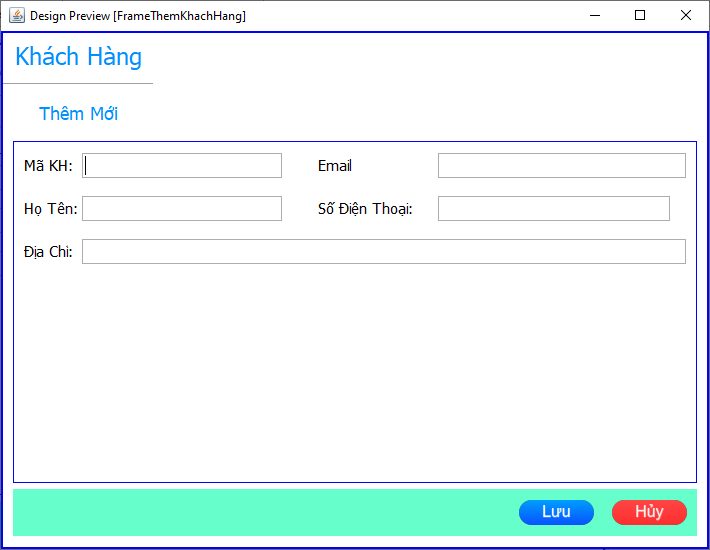 Design Preview [FrameThemKhachHang]
Khách Hàng
Thêm Mới
Mã KH:
Email
Họ Tên:
Số Điện Thoại:
Địa Chỉ:
Lưu
Hủy